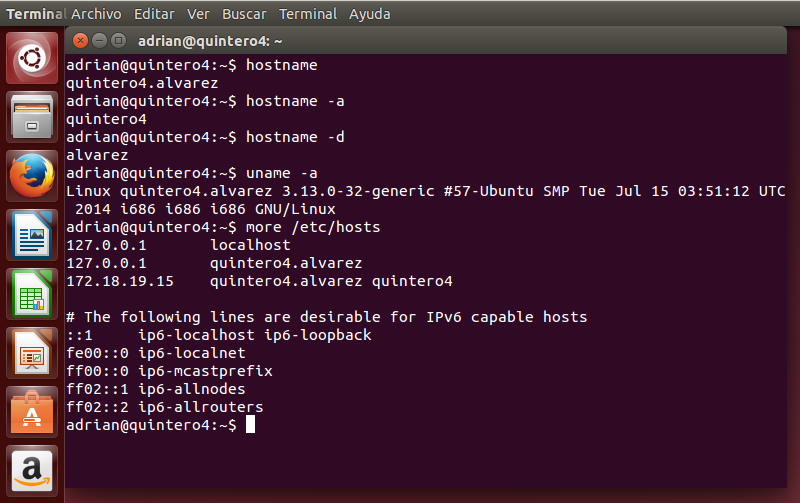 Terminal Archivo Editar Ver Buscar Terminal Ayuda
adrian@quintero4: ~
adrian@quintero4:~$ hostname
quintero4.alvarez
adrian@quintero4:~$ hostname -a
quintero4
adrian@quintero4:~$ hostname -d
alvarez
adrian@quintero4:~$ uname -a
Linux quintero4.alvarez 3.13.0-32-generic #57-Ubuntu SMP Tue Jul 15 03:51:12 UTC
 2014 i686 i686 i686 GNU/Linux
adrian@quintero4:~$ more /etc/hosts
127.0.0.1       localhost
127.0.0.1       quintero4.alvarez
172.18.19.15    quintero4.alvarez quintero4

# The following lines are desirable for IPv6 capable hosts
::1     ip6-localhost ip6-loopback
fe00::0 ip6-localnet
ff00::0 ip6-mcastprefix
ff02::1 ip6-allnodes
ff02::2 ip6-allrouters
adrian@quintero4:~$